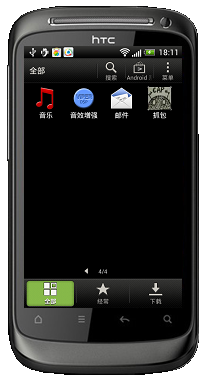 htc
18:11
全部
搜索
Android
菜单
音乐
音效增强
邮件
抓包
4/4
全部
经常
下载